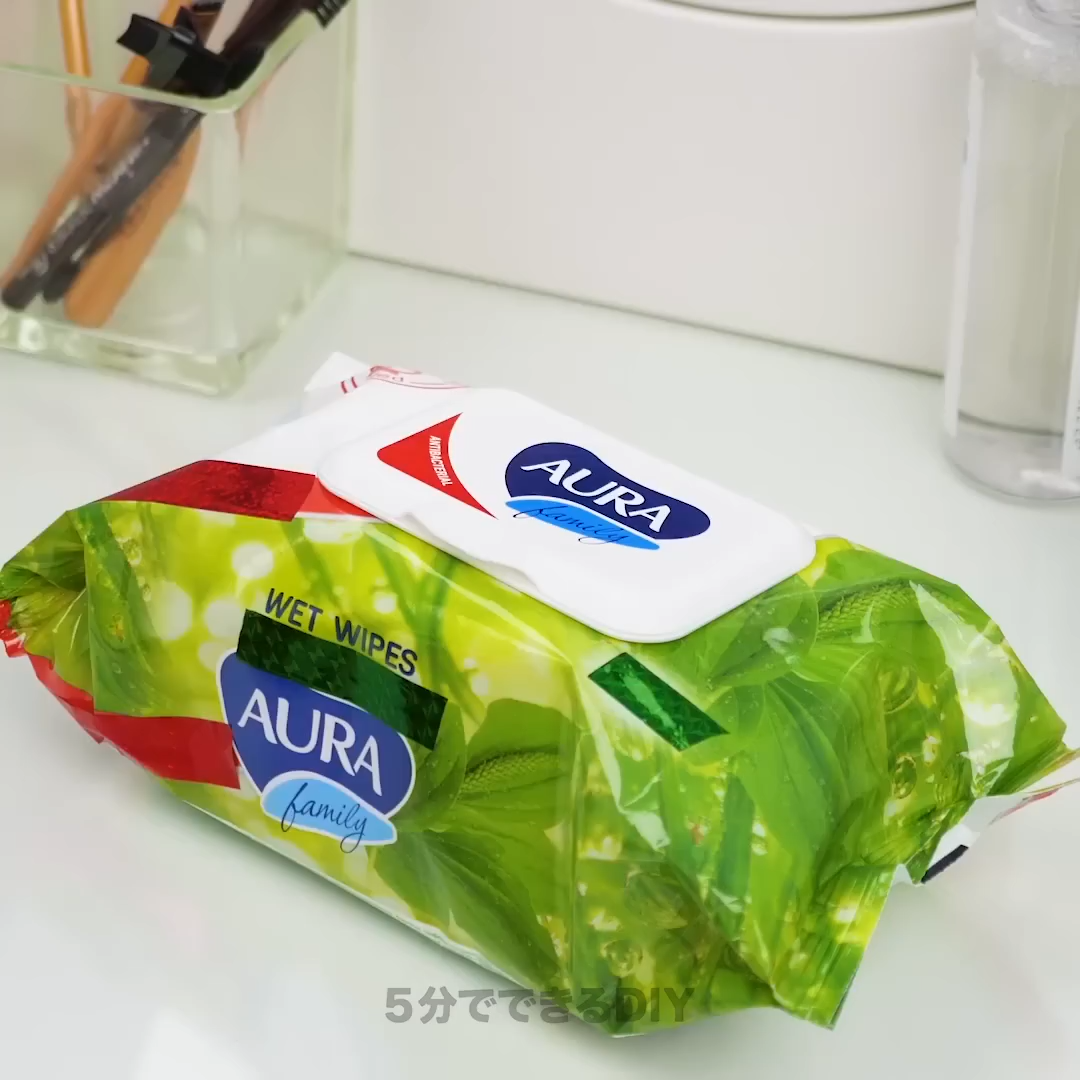 ANTIBACTERIAL
AURA
family
WET WIPES
AURA
family
5分でできるDIY